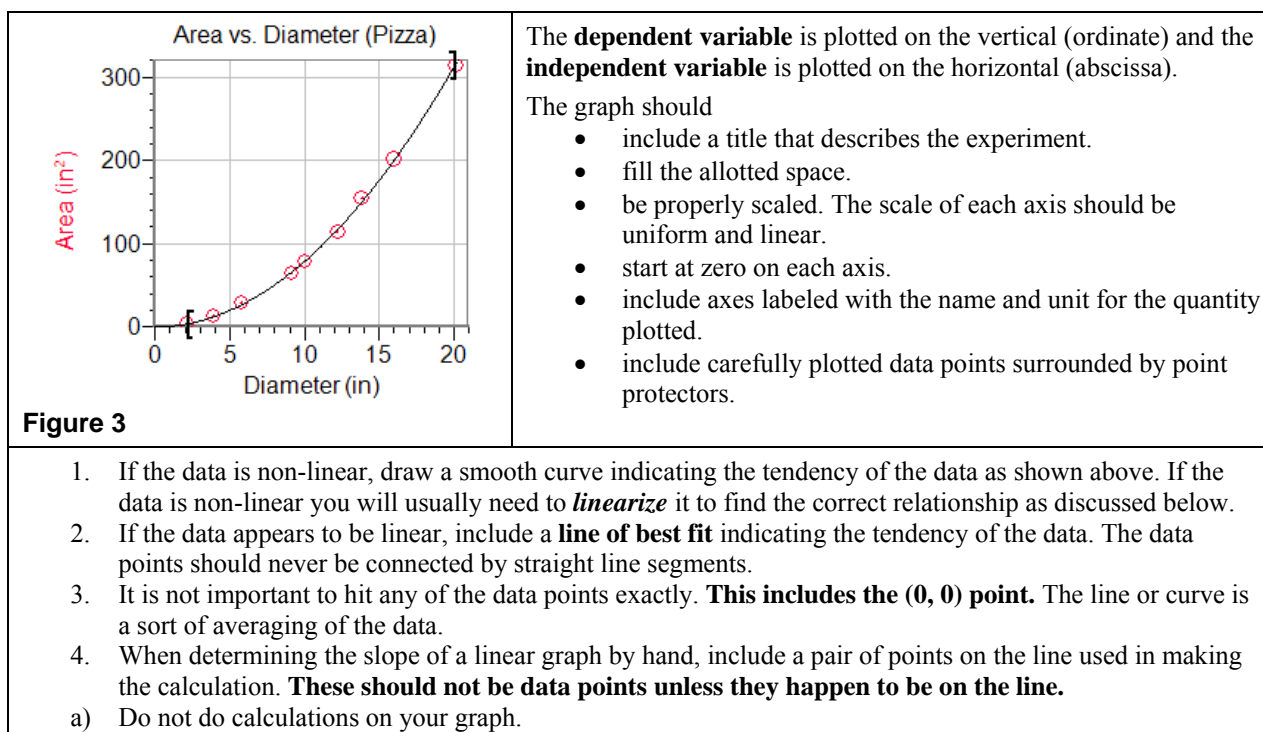 Area vs. Diameter (Pizza)
300
200
100
0
Area (in²)
0 5 10 15 20
Diameter (in)
Figure 3
The dependent variable is plotted on the vertical (ordinate) and the
independent variable is plotted on the horizontal (abscissa).
The graph should
• include a title that describes the experiment.
• fill the allotted space.
• be properly scaled. The scale of each axis should be
uniform and linear.
• start at zero on each axis.
• include axes labeled with the name and unit for the quantity
plotted.
• include carefully plotted data points surrounded by point
protectors.
1. If the data is non-linear, draw a smooth curve indicating the tendency of the data as shown above. If the
data is non-linear you will usually need to linearize it to find the correct relationship as discussed below.
2. If the data appears to be linear, include a line of best fit indicating the tendency of the data. The data
points should never be connected by straight line segments.
3. It is not important to hit any of the data points exactly. This includes the (0, 0) point. The line or curve is
a sort of averaging of the data.
4. When determining the slope of a linear graph by hand, include a pair of points on the line used in making
the calculation. These should not be data points unless they happen to be on the line.
a) Do not do calculations on your graph.